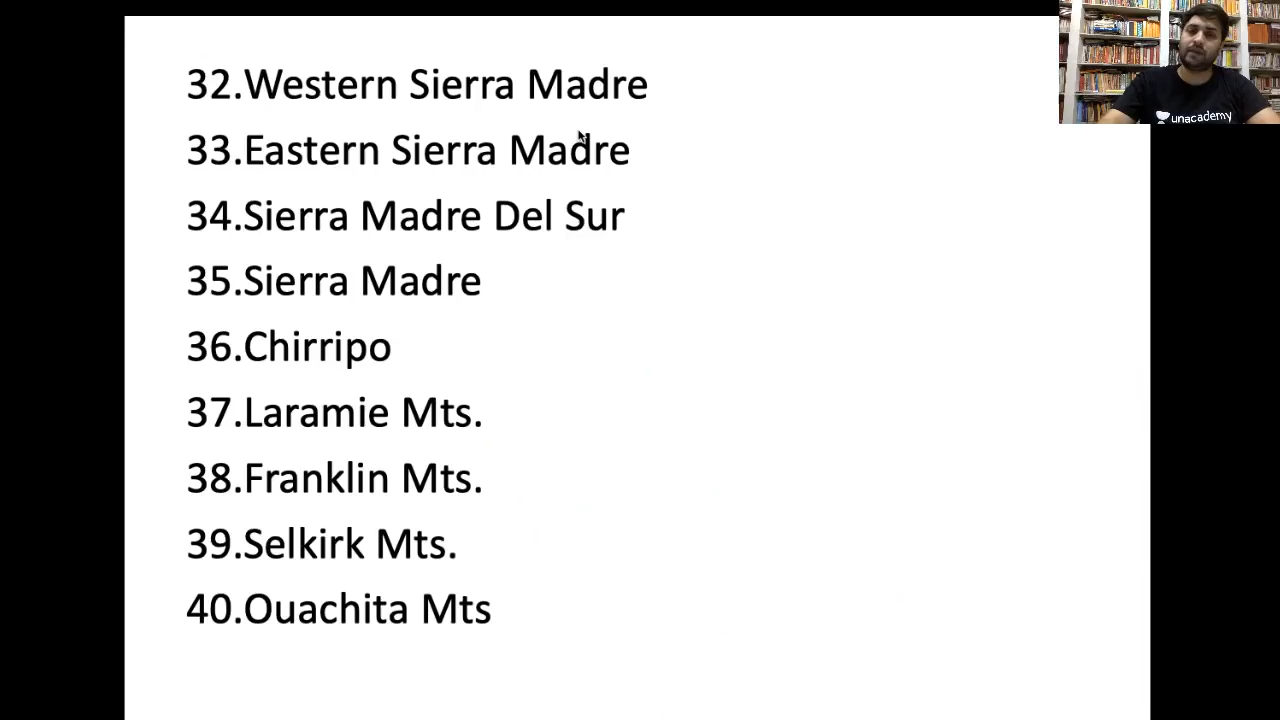 32.Western Sierra Madre
33.Eastern Sierra Madre
34.Sierra Madre Del Sur
35.Sierra Madre
36.Chirripo
37.Laramie Mts.
38.Franklin Mts.
39.Selkirk Mts.
40.Ouachita Mts
unacademy